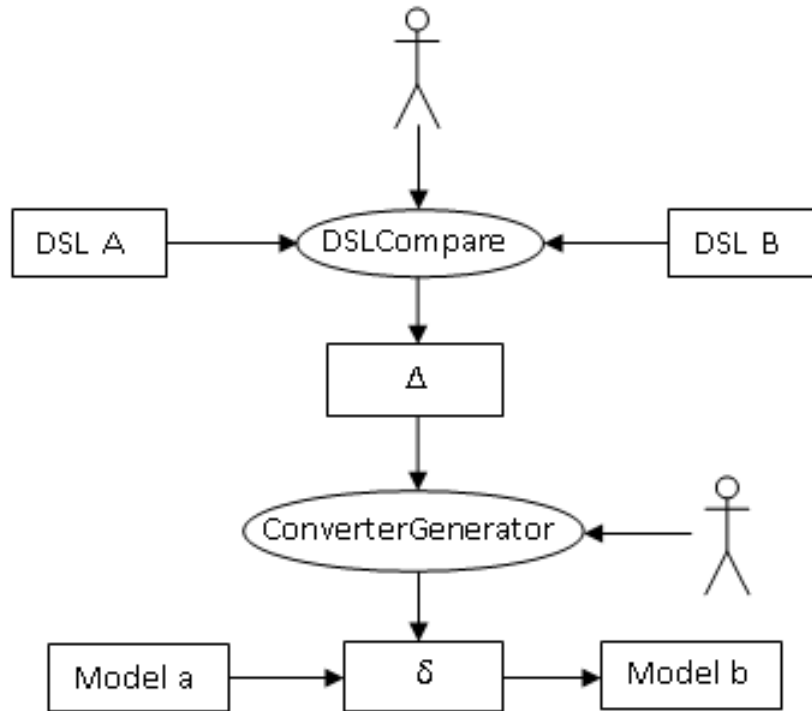 DSL A
DSLCompare
DSL B
Δ
ConverterGenerator
Model a
δ
Model b